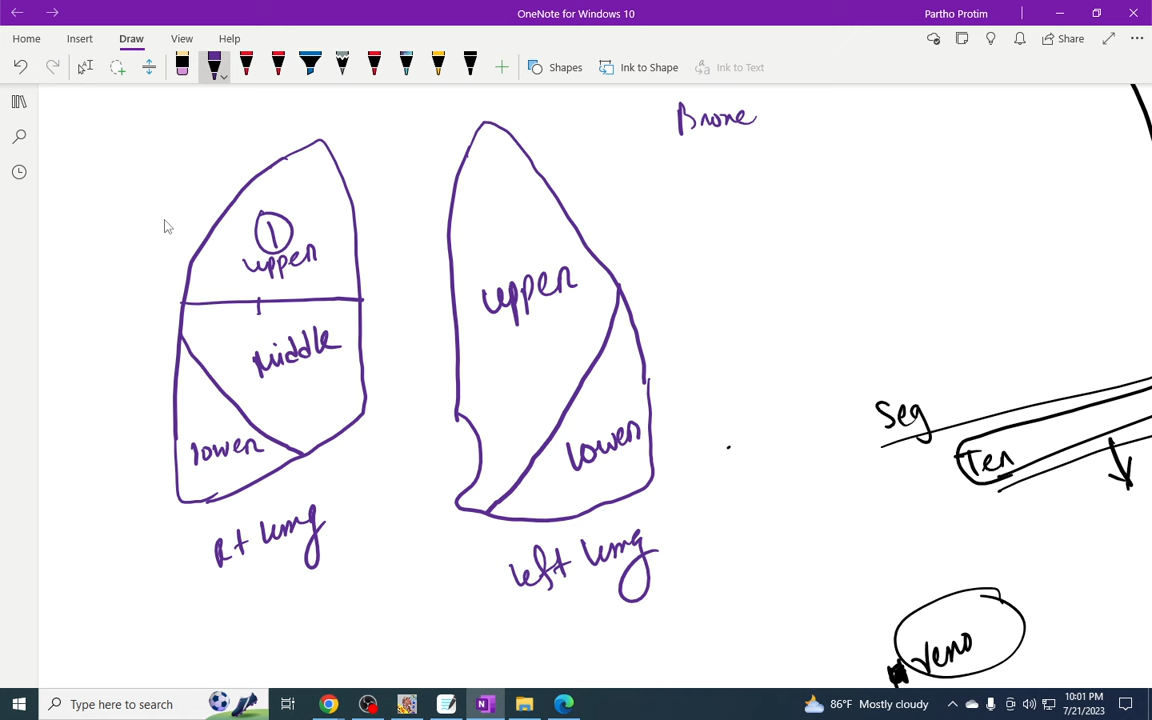 OneNote for Windows 10
Partho Protim
Home Insert Draw View Help
Share
Shapes Ink to Shape Ink to Text
Brone
1
upper
upper
Middle
lower
Lower
Rt lung
left lung
Seg
Ter
Veno
Type here to search
86°F Mostly cloudy
10:01 PM
7/21/2023